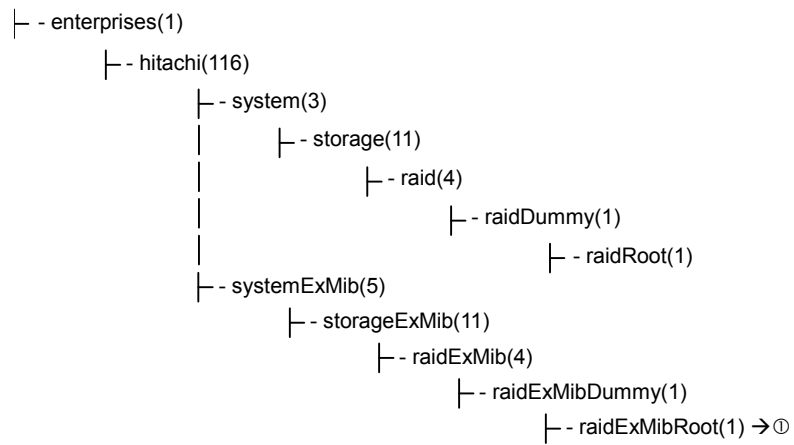 - enterprises(1)
- hitachi(116)
- system(3)
- storage(11)
- raid(4)
- raidDummy(1)
- raidRoot(1)
- systemExMib(5)
- storageExMib(11)
- raidExMib(4)
- raidExMibDummy(1)
- raidExMibRoot(1) →①